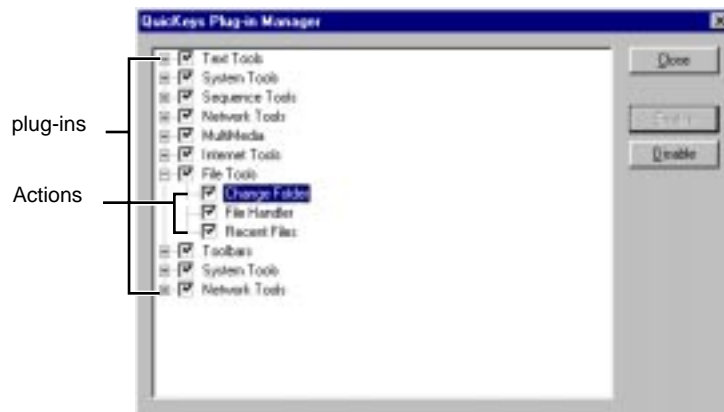 QuicKeys Plug-in Manager
Text Tools
Close
System Tools
Sequence Tools
Network Tools
Enable
plug-ins
MultiMedia
Internet Tools
Disable
File Tools
Actions
Change Folder
File Handler
Recent Files
Toolbars
System Tools
Network Tools